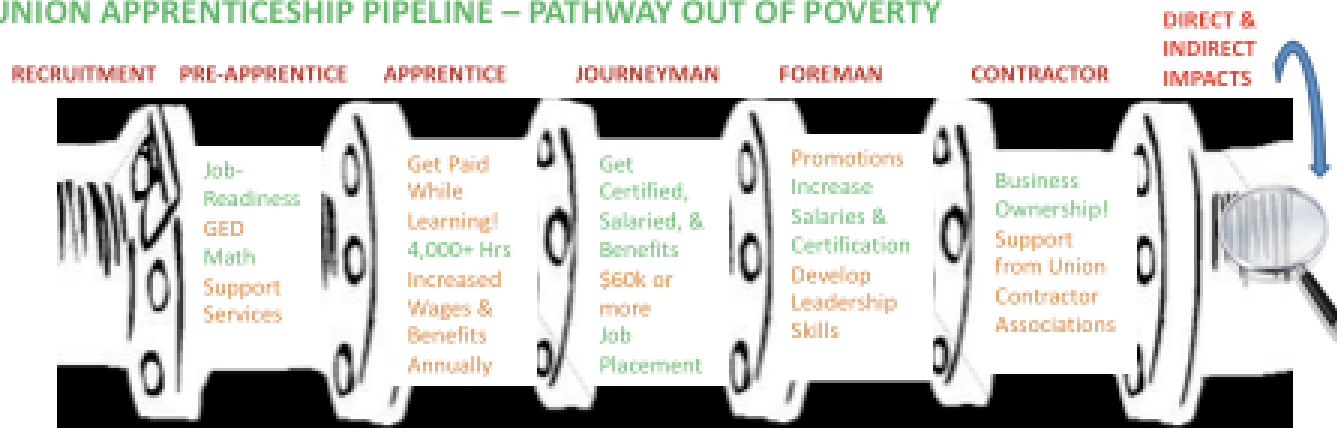 UNION APPRENTICESHIP PIPELINE – PATHWAY OUT OF POVERTY
DIRECT &
INDIRECT
IMPACTS
RECRUITMENT
PRE-APPRENTICE
APPRENTICE
JOURNEYMAN
FOREMAN
CONTRACTOR
Job-
Readiness
GED
Math
Support
Services
Get Paid
While
Learning!
4,000+ Hrs
Increased
Wages &
Benefits
Annually
Get
Certified,
Salaried, &
Benefits
$60k or
more
Job
Placement
Promotions
Increase
Salaries &
Certification
Develop
Leadership
Skills
Business
Ownership!
Support
from Union
Contractor
Associations